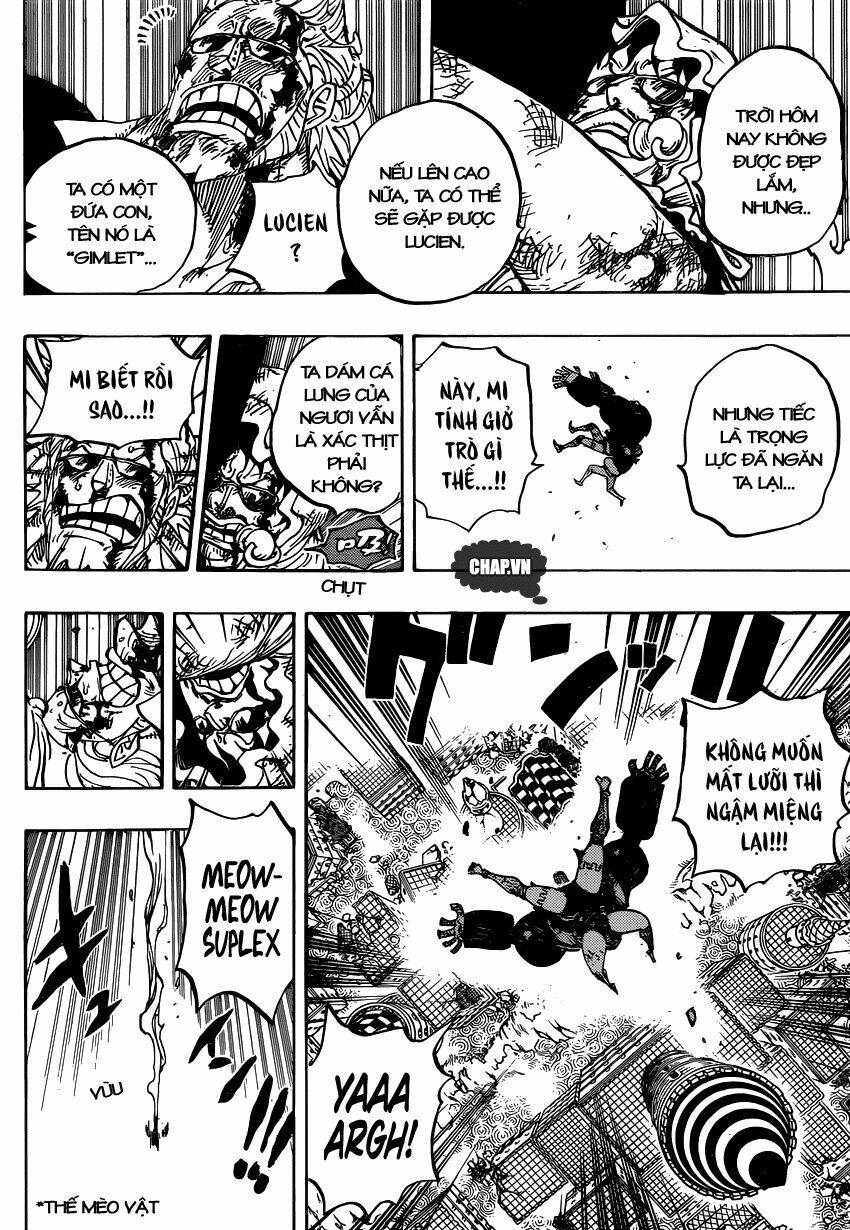 TRỜI HÔM
NAY KHÔNG
ĐƯỢC ĐẸP
LẮM,
NHƯNG..
NẾU LÊN CAO
NỮA, TA CÓ THỂ
SẼ GẶP ĐƯỢC
LUCIEN.
LUCIEN
?
TA CÓ MỘT
ĐỨA CON,
TÊN NÓ LÀ
"GIMLET"...
NHƯNG TIẾC
LÀ TRỌNG
LỰC ĐÃ NGĂN
TA LẠI...
NÀY, MI
TÍNH GIỞ
TRÒ GÌ
THẾ...!!
TA DÁM CÁ
LƯNG CỦA
NGƯƠI VẪN
LÀ XÁC THỊT
PHẢI
KHÔNG?
CHỤT
MI BIẾT RỒI
SAO...!!
CHAP.VN
KHÔNG MUỐN
MẤT LƯỠI THÌ
NGẬM MIỆNG
LẠI!!!
YAAA
ARGH!
MEOW-
MEOW
SUPLEX
VÙU
*THẾ MÈO VẬT